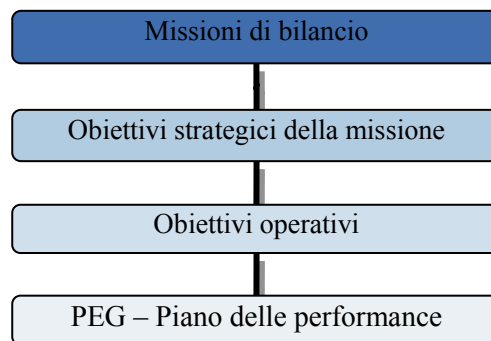 Missioni di bilancio
Obiettivi strategici della missione
Obiettivi operativi
PEG – Piano delle performance